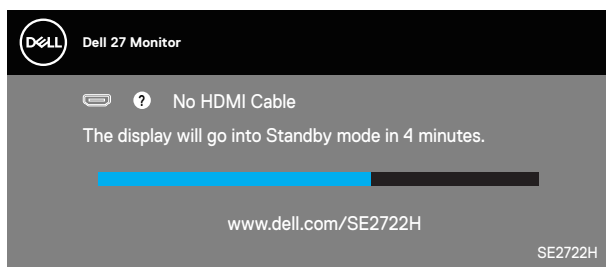 DELL
Dell 27 Monitor
? No HDMI Cable
The display will go into Standby mode in 4 minutes.
www.dell.com/SE2722H
SE2722H